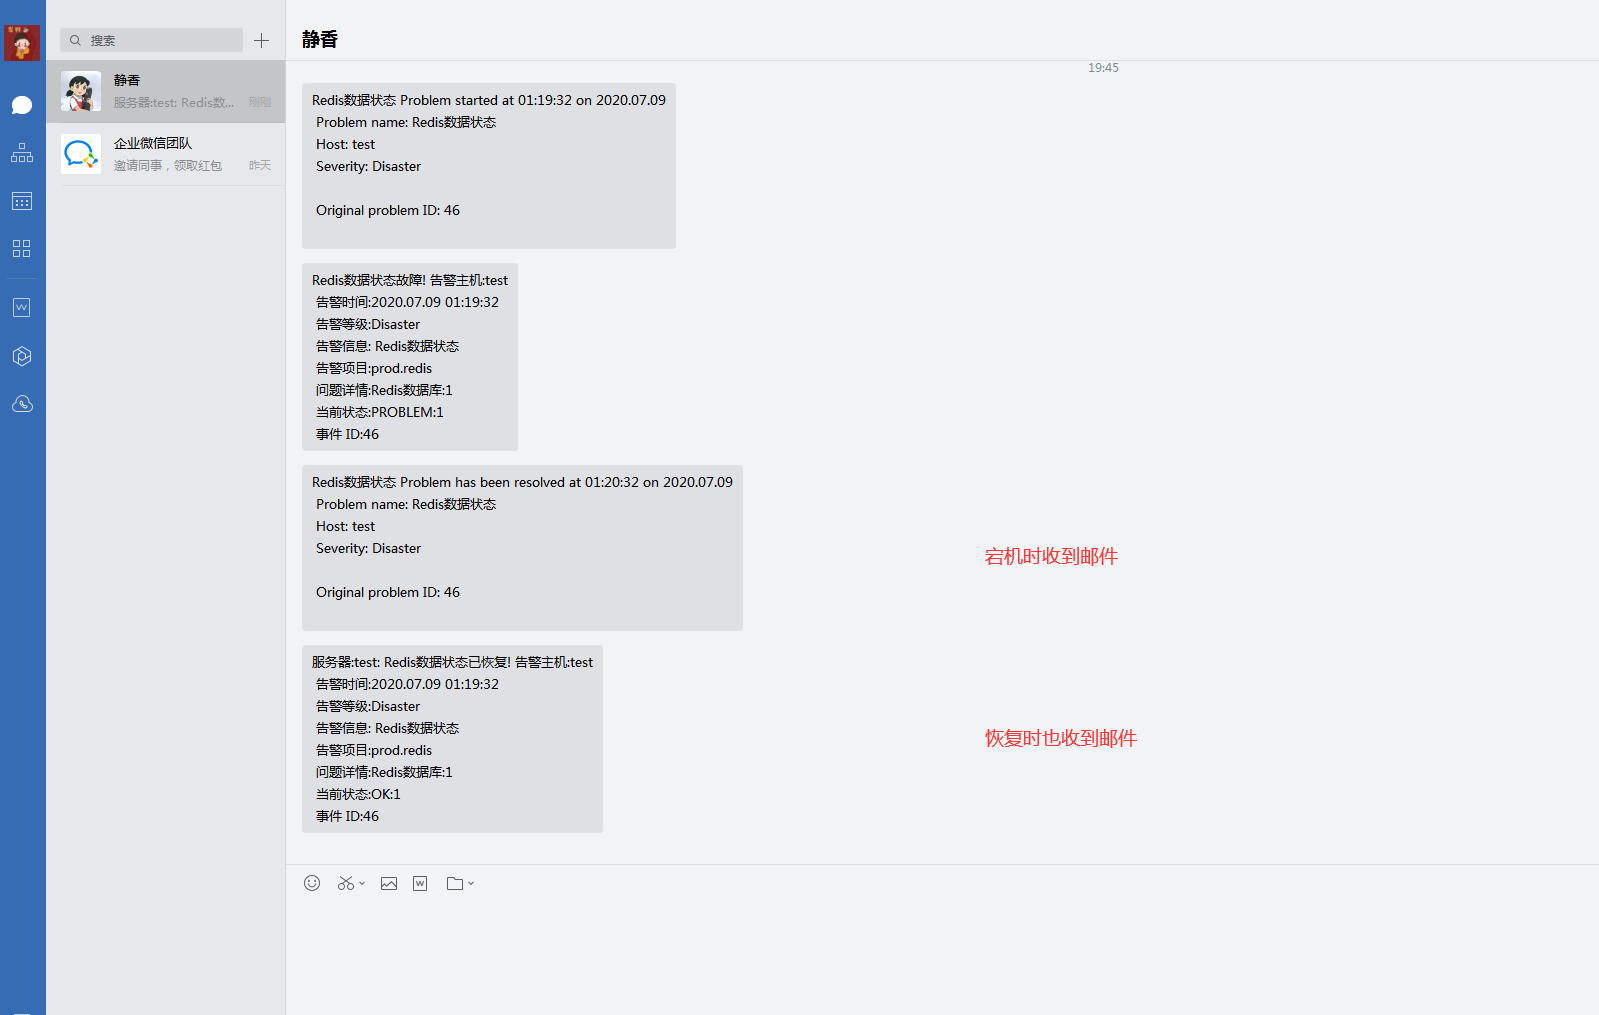 搜索
静香
服务器:test: Redis数...
刚刚
企业微信团队
邀请同事，领取红包
昨天
静香
19:45
Redis数据状态 Problem started at 01:19:32 on 2020.07.09
Problem name: Redis数据状态
Host: test
Severity: Disaster
Original problem ID: 46
Redis数据状态故障! 告警主机:test
告警时间:2020.07.09 01:19:32
告警等级:Disaster
告警信息: Redis数据状态
告警项目:prod.redis
问题详情:Redis数据库:1
当前状态:PROBLEM:1
事件 ID:46
Redis数据状态 Problem has been resolved at 01:20:32 on 2020.07.09
Problem name: Redis数据状态
Host: test
Severity: Disaster
Original problem ID: 46
宕机时收到邮件
服务器:test: Redis数据状态已恢复! 告警主机:test
告警时间:2020.07.09 01:19:32
告警等级:Disaster
告警信息: Redis数据状态
告警项目:prod.redis
问题详情:Redis数据库:1
当前状态:OK:1
事件 ID:46
恢复时也收到邮件